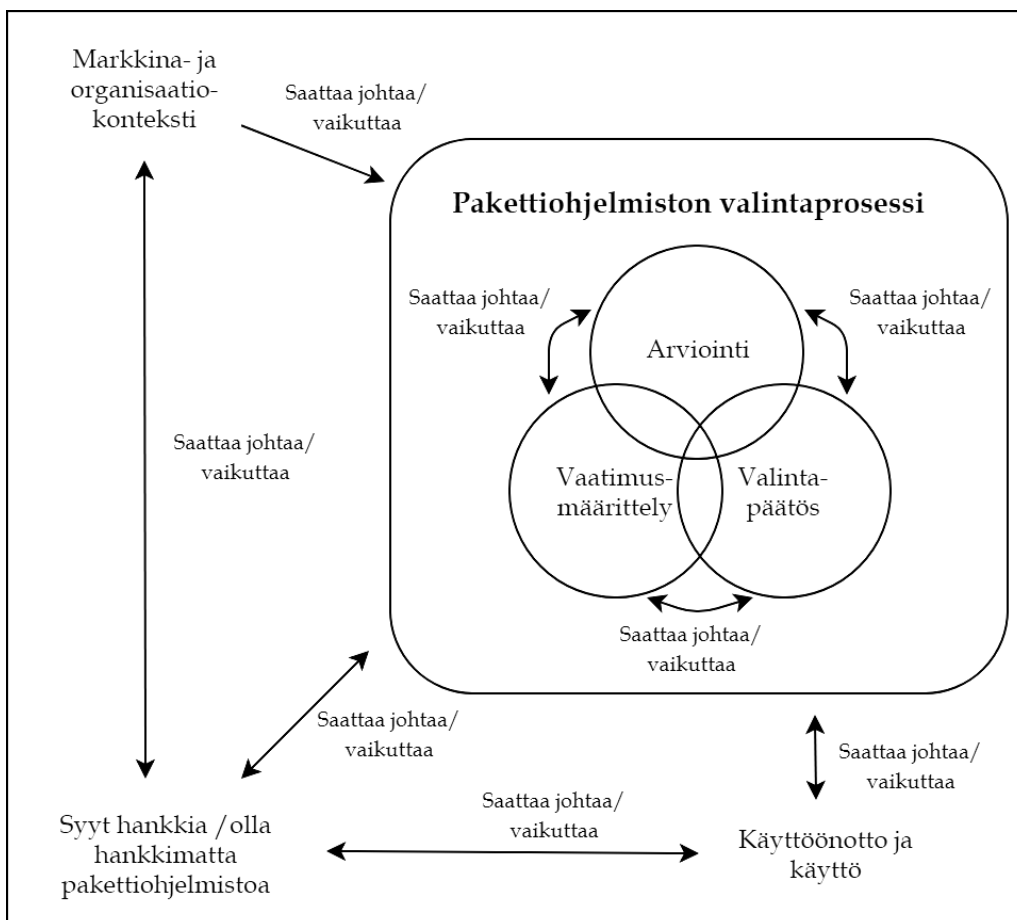 Markkina- ja
organisaatio-
konteksti
Saattaa johtaa/
vaikuttaa
Pakettiohjelmiston valintaprosessi
Saattaa johtaa/
vaikuttaa
Saattaa johtaa/
vaikuttaa
Arviointi
Saattaa johtaa/
vaikuttaa
Vaatimus-
määrittely
Valinta-
päätös
Saattaa johtaa/
vaikuttaa
Saattaa johtaa/
vaikuttaa
Saattaa johtaa/
vaikuttaa
Saattaa johtaa/
vaikuttaa
Syyt hankkia /olla
hankkimatta
pakettiohjelmistoa
Käyttöönotto ja
käyttö